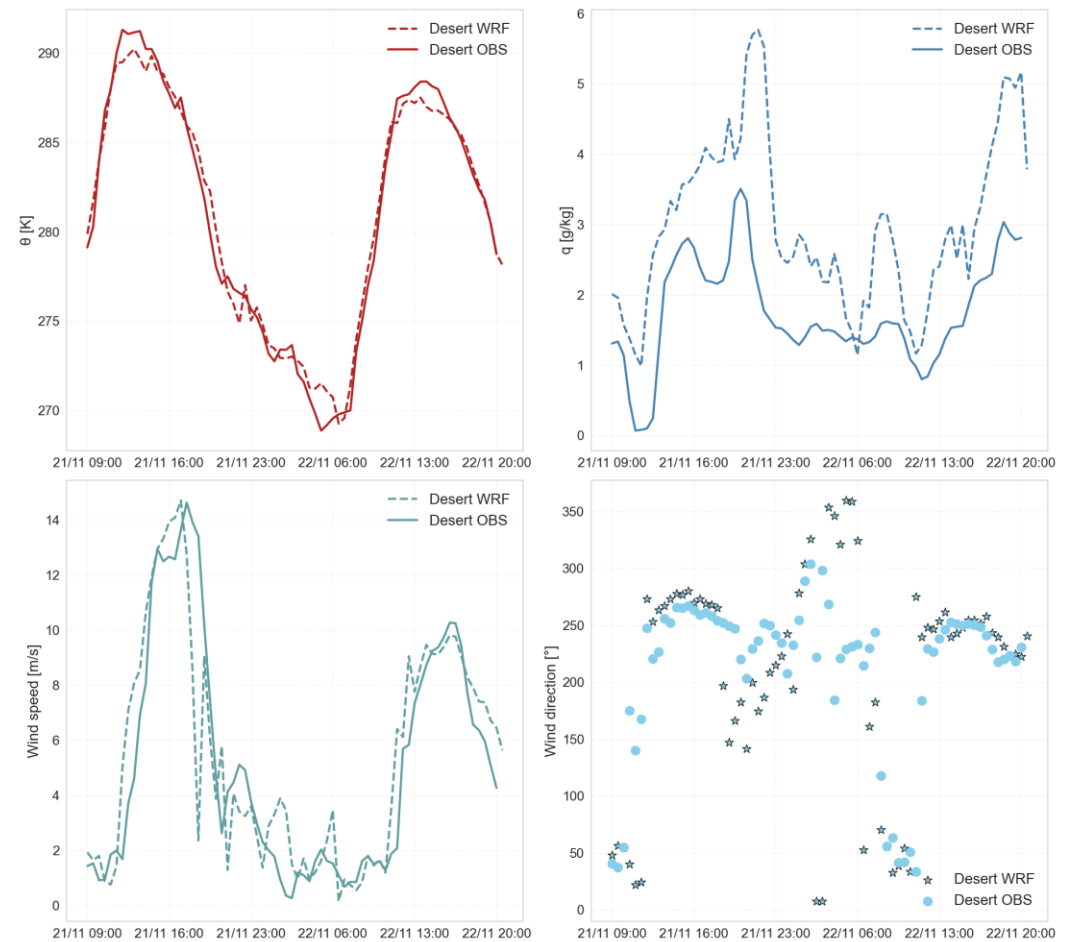 Desert WRF
Desert OBS
θ [K]
290
285
280
275
270
21/11 09:00 21/11 16:00 21/11 23:00 22/11 06:00 22/11 13:00 22/11 20:00
Desert WRF
Desert OBS
q [g/kg]
6
5
4
3
2
1
0
21/11 09:00 21/11 16:00 21/11 23:00 22/11 06:00 22/11 13:00 22/11 20:00
Desert WRF
Desert OBS
Wind speed [m/s]
14
12
10
8
6
4
2
0
21/11 09:00 21/11 16:00 21/11 23:00 22/11 06:00 22/11 13:00 22/11 20:00
Wind direction [°]
350
300
250
200
150
100
50
0
Desert WRF
Desert OBS
21/11 09:00 21/11 16:00 21/11 23:00 22/11 06:00 22/11 13:00 22/11 20:00